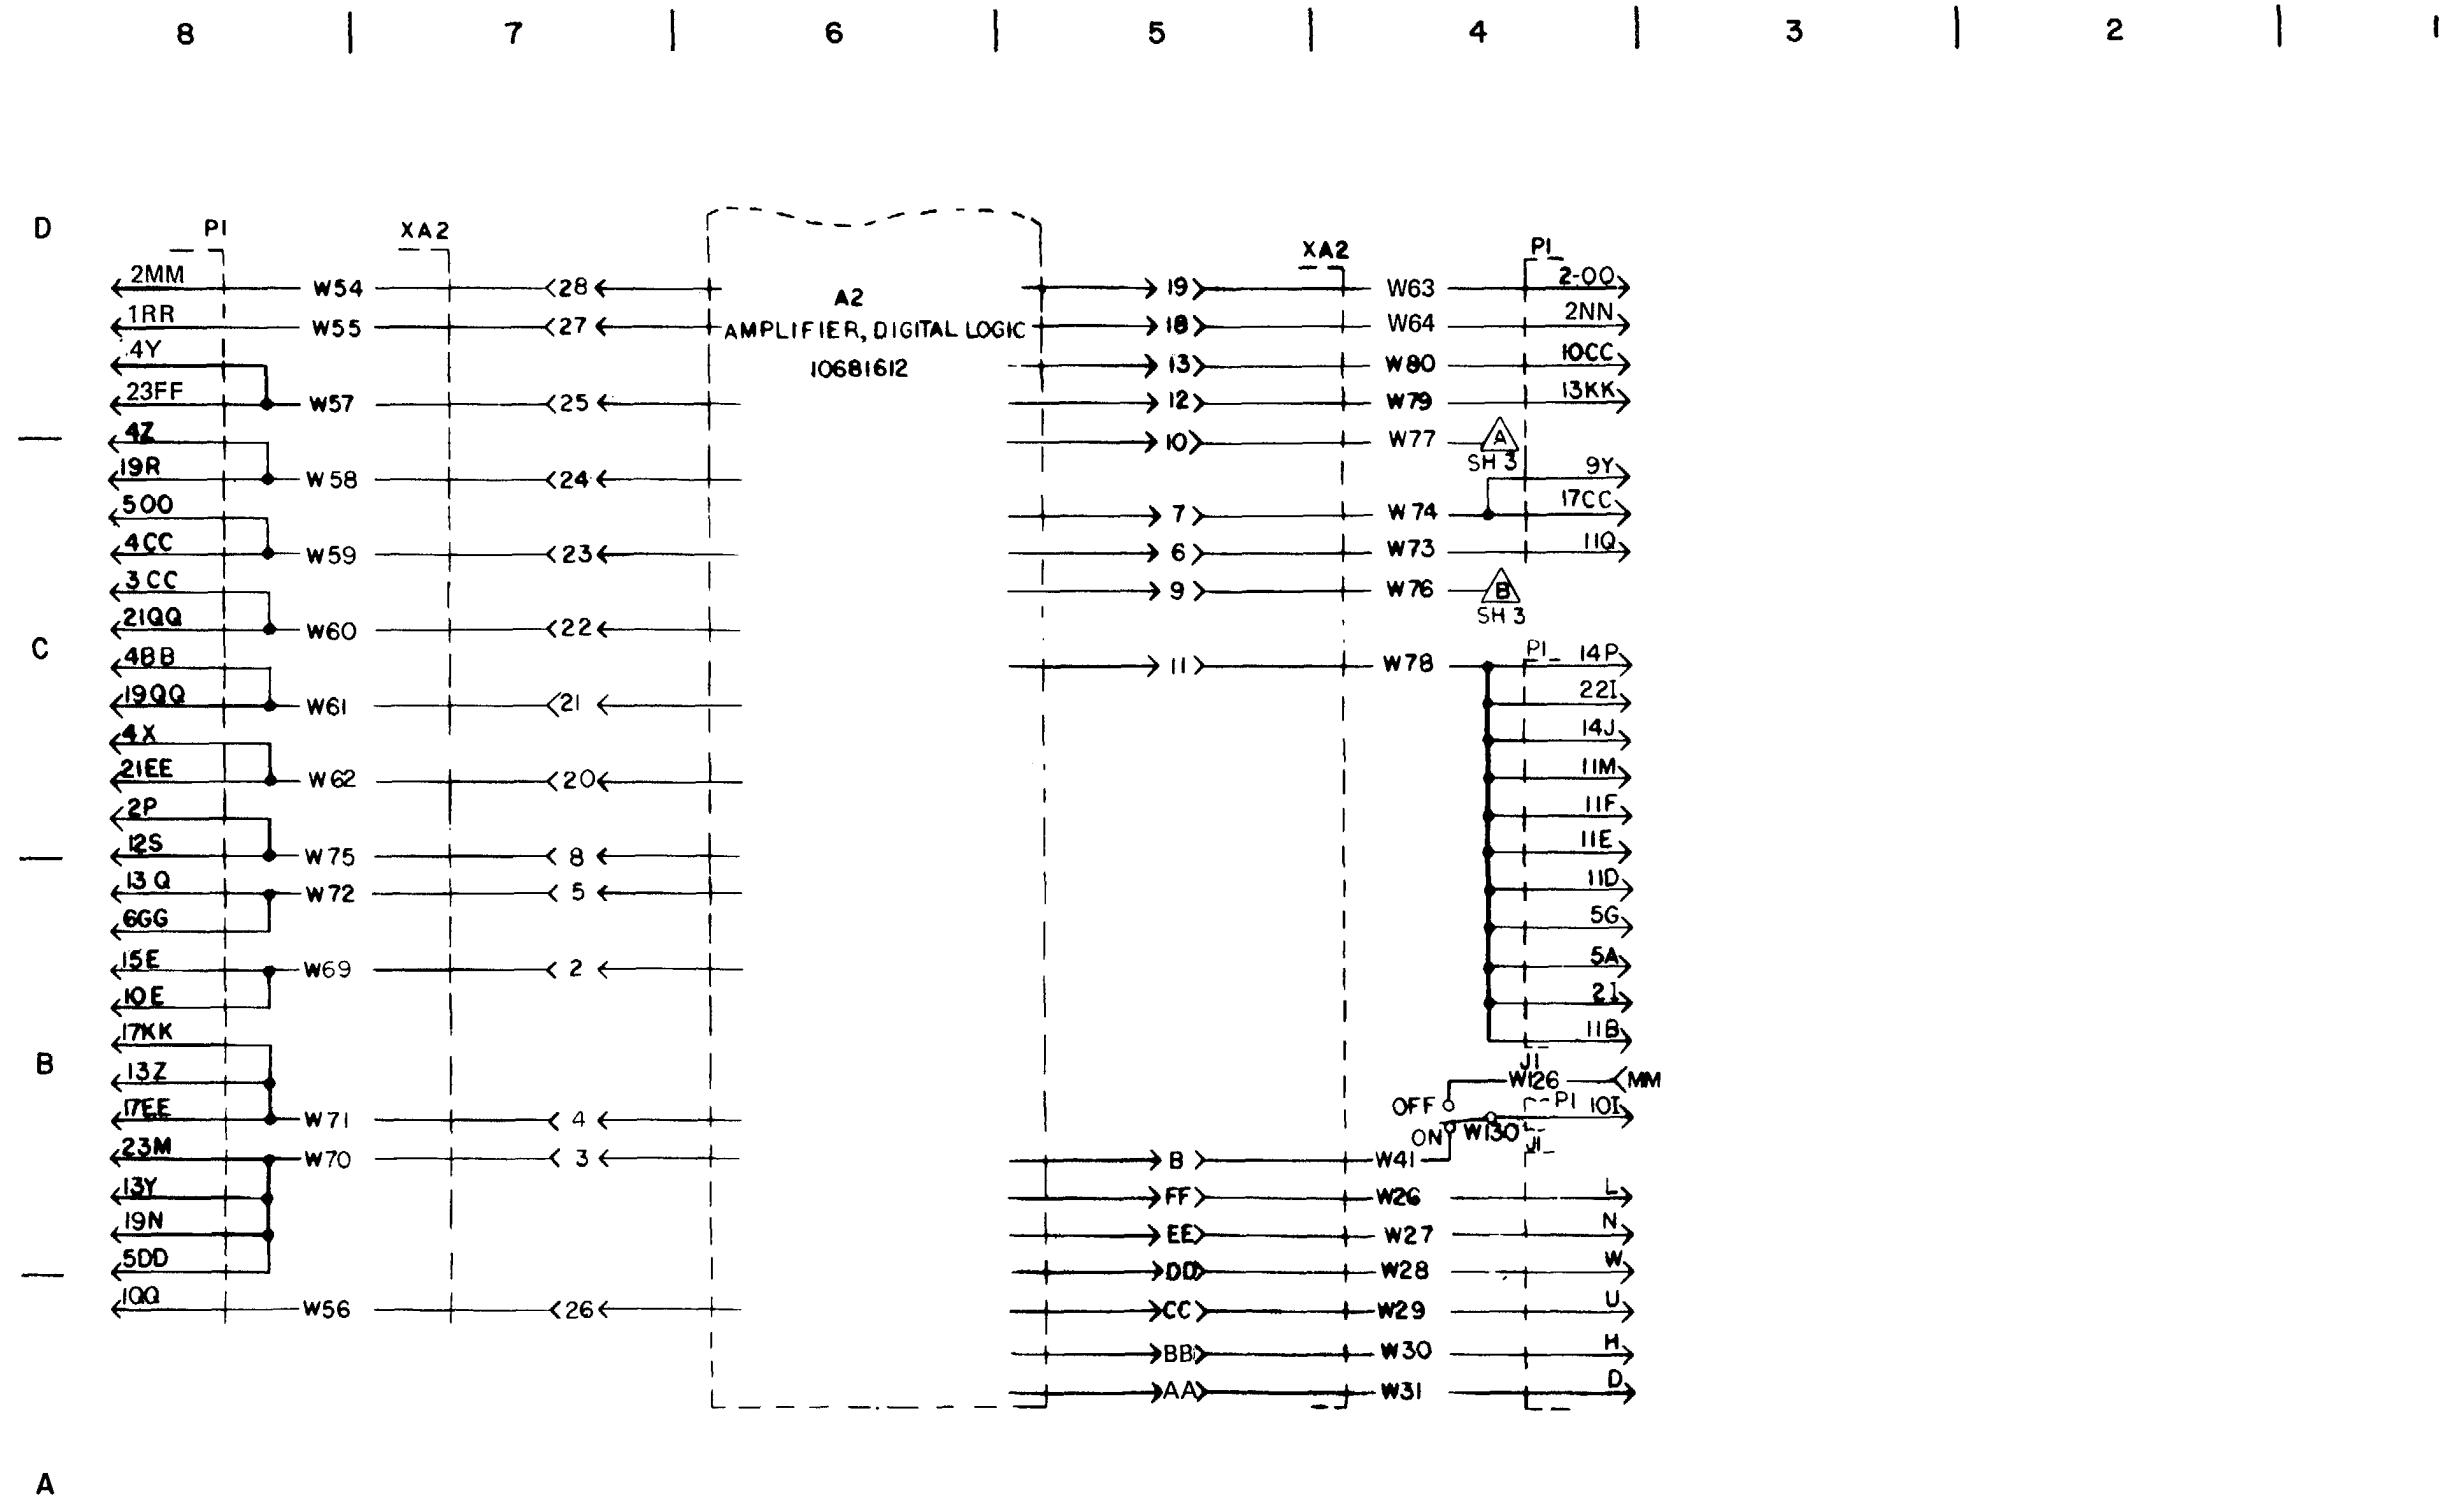 8 7 6 5 4 3 2 1
D
P1 XA2
XA2 P1
2MM W54 28 19 W63 2-OO
A2
1RR W55 27 AMPLIFIER, DIGITAL LOGIC 18 W64 2NN
4Y 10681612 13 W80 10CC
23FF W57 25 12 W79 13KK
4Z 10 W77 A
SH 3
19R W58 24 9Y
5OO 7 W74 17CC
4CC W59 23 6 W73 11Q
3CC 9 W76 B
SH 3
21QQ W60 22
C
P1
4BB 11 W78 14P
19QQ W61 21 22I
4X 14J
21EE W62 20 11M
2P 11F
12S W75 8 11E
13Q W72 5 11D
6GG 5G
15E W69 2 5A
10E 2I
17KK 11B
B
J1
13Z W126 MM
OFF P1 10I
17EE W71 4
ON W130
J1
23M W70 3 B W41
13Y FF W26 L
19N EE W27 N
5DD DD W28 W
1QQ W56 26 CC W29 U
BB W30 H
AA W31 D
A